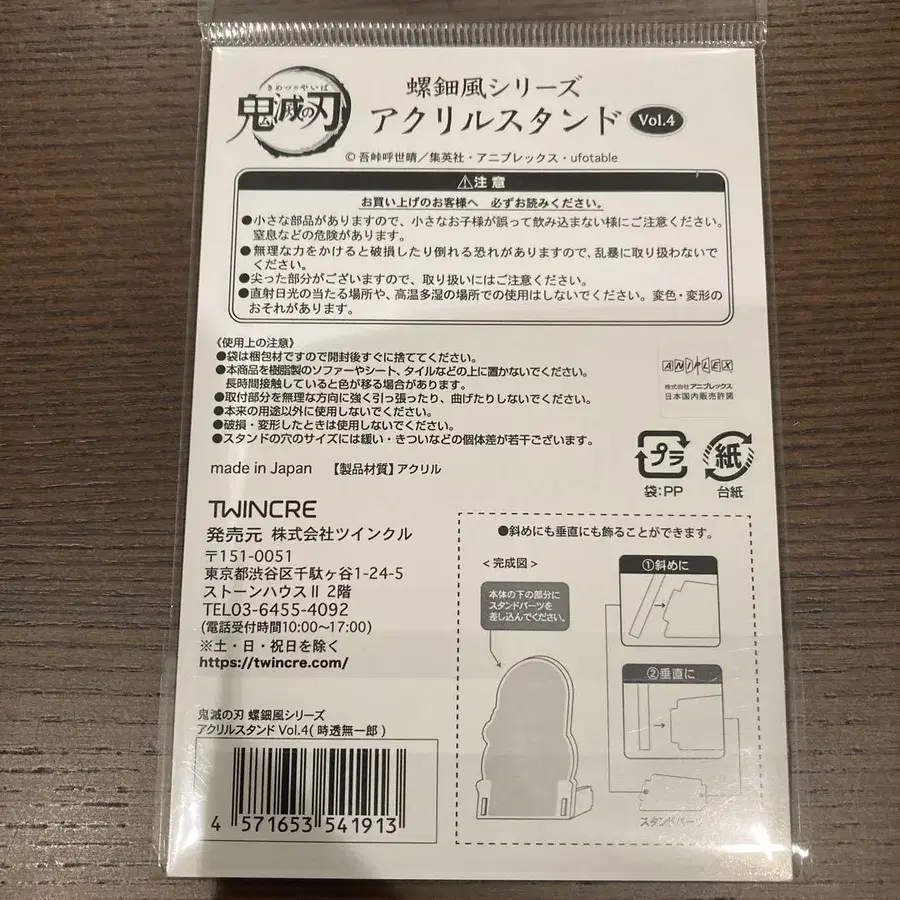 きめつのやいば
鬼滅の刃
螺鈿風シリーズ
アクリルスタンド Vol.4
© 吾峠呼世晴／集英社・アニプレックス・ufotable
⚠注意
お買い上げのお客様へ 必ずお読みください。
●小さな部品がありますので、小さなお子様が誤って飲み込まない様にご注意ください。
窒息などの危険があります。
●無理な力をかけると破損したり倒れる恐れがありますので、乱暴に取り扱わないで
ください。
●尖った部分がございますので、取り扱いにはご注意ください。
●直射日光の当たる場所や、高温多湿の場所での使用はしないでください。変色・変形の
おそれがあります。
《使用上の注意》
●袋は梱包材ですので開封後すぐに捨ててください。
●本商品を樹脂製のソファーやシート、タイルなどの上に置かないでください。
長時間接触していると色が移る場合があります。
●取付部分を無理な方向に強く引っ張ったり、曲げたりしないでください。
●本来の用途以外に使用しないでください。
●破損・変形したときは使用しないでください。
●スタンドの穴のサイズには緩い・きついなどの個体差が若干ございます。
ANIPLEX
株式会社 アニプレックス
日本国内販売許諾
made in Japan 【製品材質】アクリル
プラ
袋:PP
紙
台紙
TWINCRE
発売元 株式会社ツインクル
〒151-0051
東京都渋谷区千駄ヶ谷1-24-5
ストーンハウスⅡ 2階
TEL03-6455-4092
(電話受付時間10:00〜17:00)
※土・日・祝日を除く
https://twincre.com/
鬼滅の刃 螺鈿風シリーズ
アクリルスタンド Vol.4( 時透無一郎 )
4 571653 541913
●斜めにも垂直にも飾ることができます。
＜完成図＞
本体の下の部分に
スタンドパーツを
差し込んでください。
①斜めに
②垂直に
スタンドパーツ